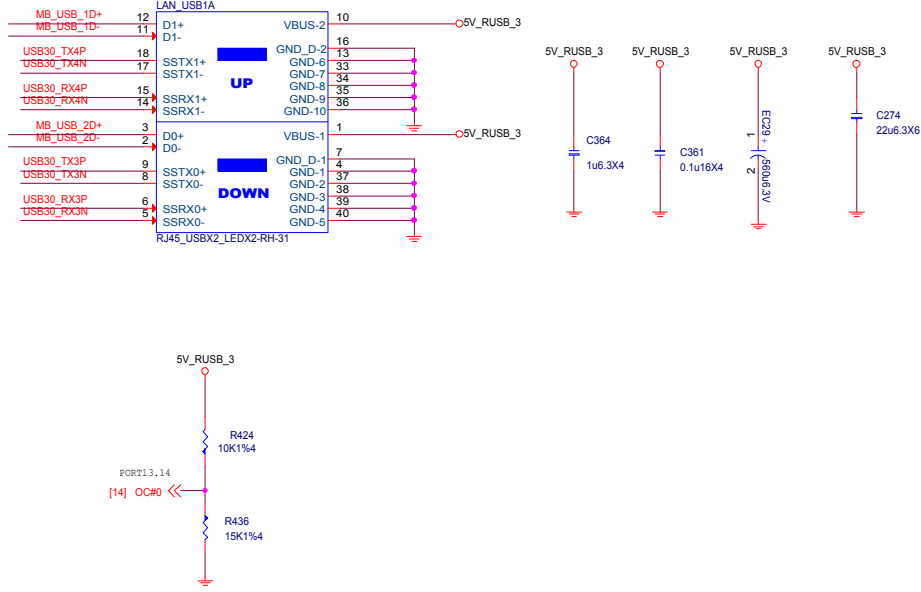 LAN_USB1A
MB_USB_1D+ 12 D1+ VBUS-2 10 5V_RUSB_3
MB_USB_1D- 11 D1-
GND_D-2 16
USB30_TX4P 18 SSTX1+ GND-6 13
USB30_TX4N 17 SSTX1- GND-7 33
UP GND-8 34
USB30_RX4P 15 SSRX1+ GND-9 35
USB30_RX4N 14 SSRX1- GND-10 36
MB_USB_2D+ 3 D0+ VBUS-1 1 5V_RUSB_3
MB_USB_2D- 2 D0-
GND_D-1 7
USB30_TX3P 9 SSTX0+ GND-1 4
USB30_TX3N 8 SSTX0- GND-2 37
DOWN GND-3 38
USB30_RX3P 6 SSRX0+ GND-4 39
USB30_RX3N 5 SSRX0- GND-5 40
RJ45_USBX2_LEDX2-RH-31
5V_RUSB_3 5V_RUSB_3 5V_RUSB_3 5V_RUSB_3
C364
1u6.3X4
C361
0.1u16X4
1
EC29 +
560u6.3V
2
C274
22u6.3X6
5V_RUSB_3
R424
10K1%4
PORT13.14
[14] OC#0
R436
15K1%4